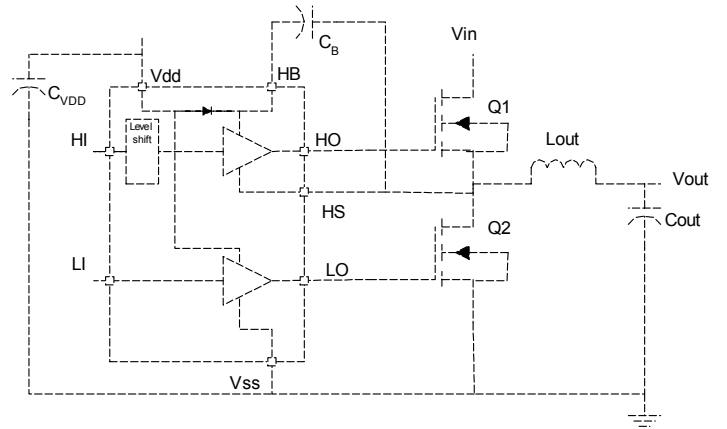 C_B
Vin
Vdd
HB
C_VDD
Q1
Level
shift
HI
HO
Lout
Vout
HS
Cout
Q2
LI
LO
Vss